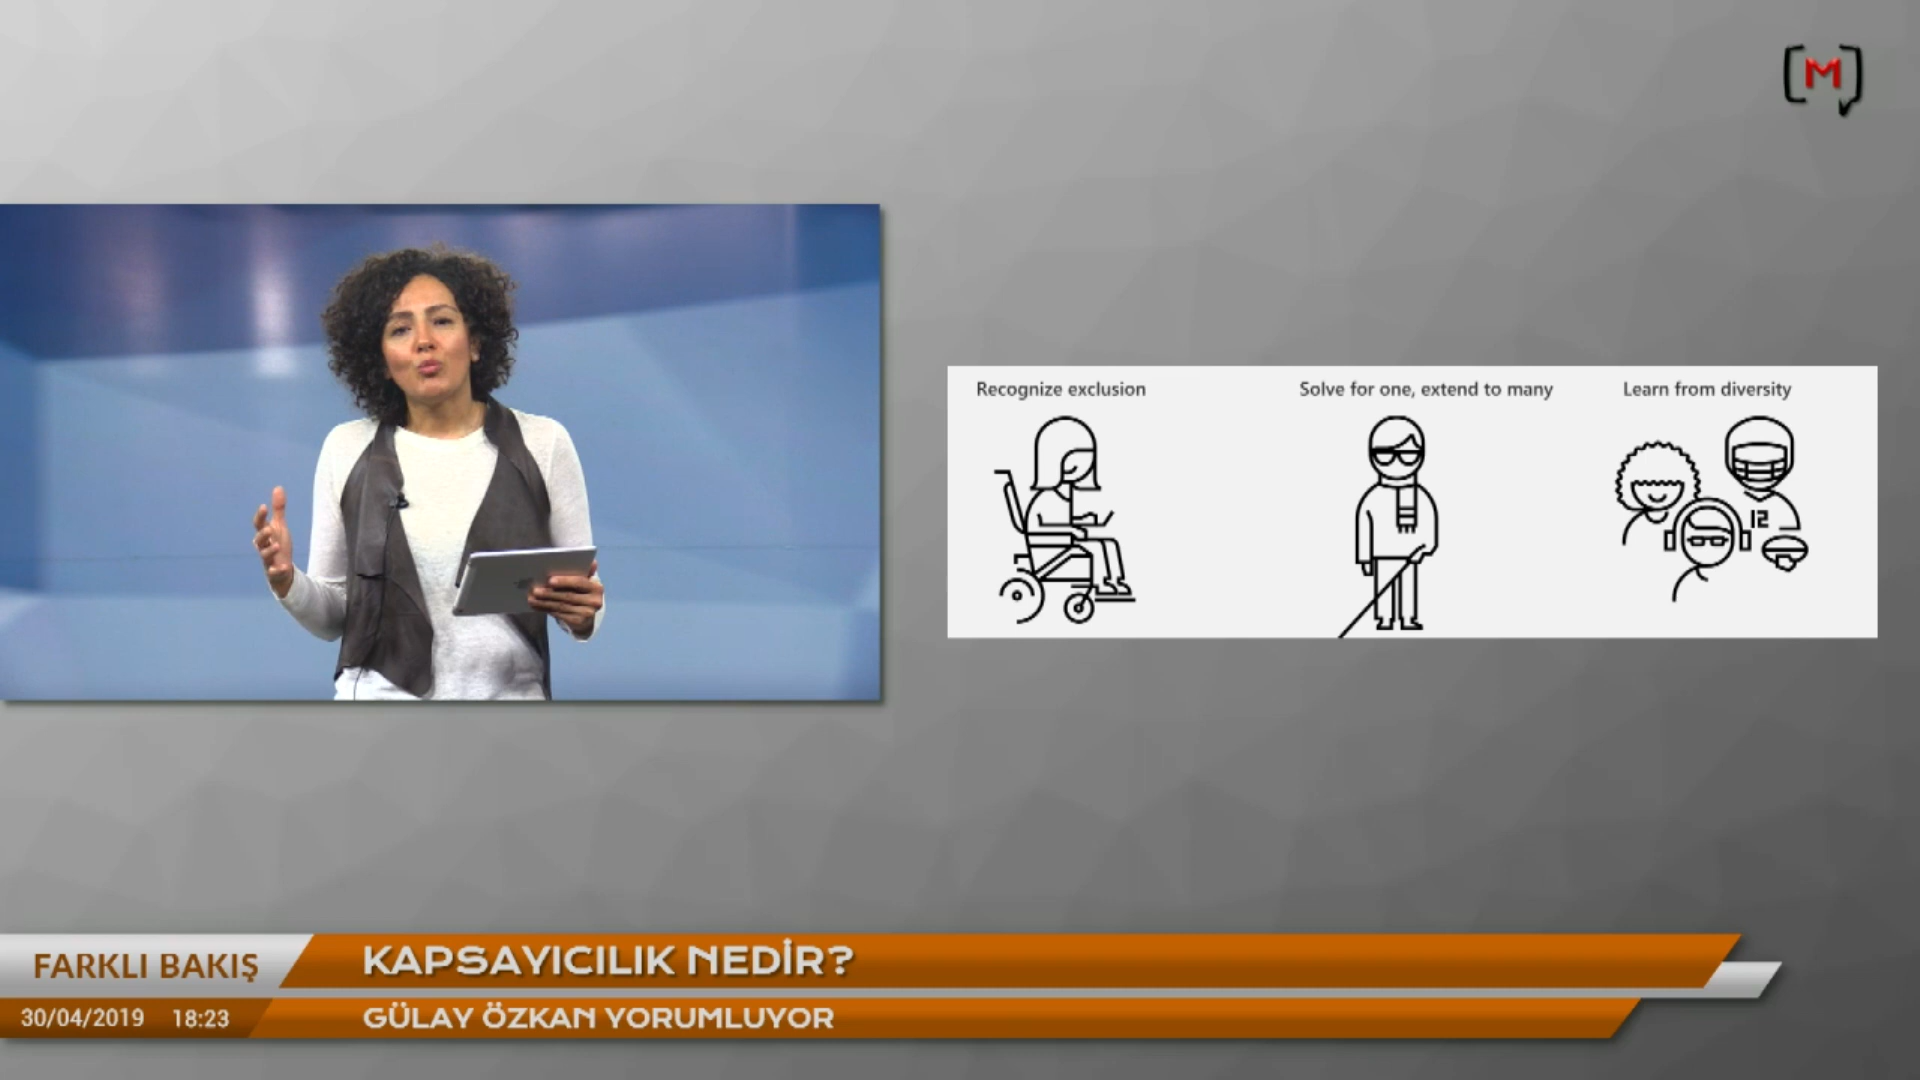 M
Recognize exclusion
Solve for one, extend to many
Learn from diversity
12
FARKLI BAKIŞ
KAPSAYICILIK NEDİR?
30/04/2019 18:23
GÜLAY ÖZKAN YORUMLUYOR